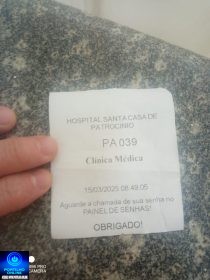 HOSPITAL SANTA CASA DE
PATROCINIO
PA 039
Clínica Médica
15/03/2025 08:49:05
Aguarde a chamada de sua senha no
PAINEL DE SENHAS!
OBRIGADO!